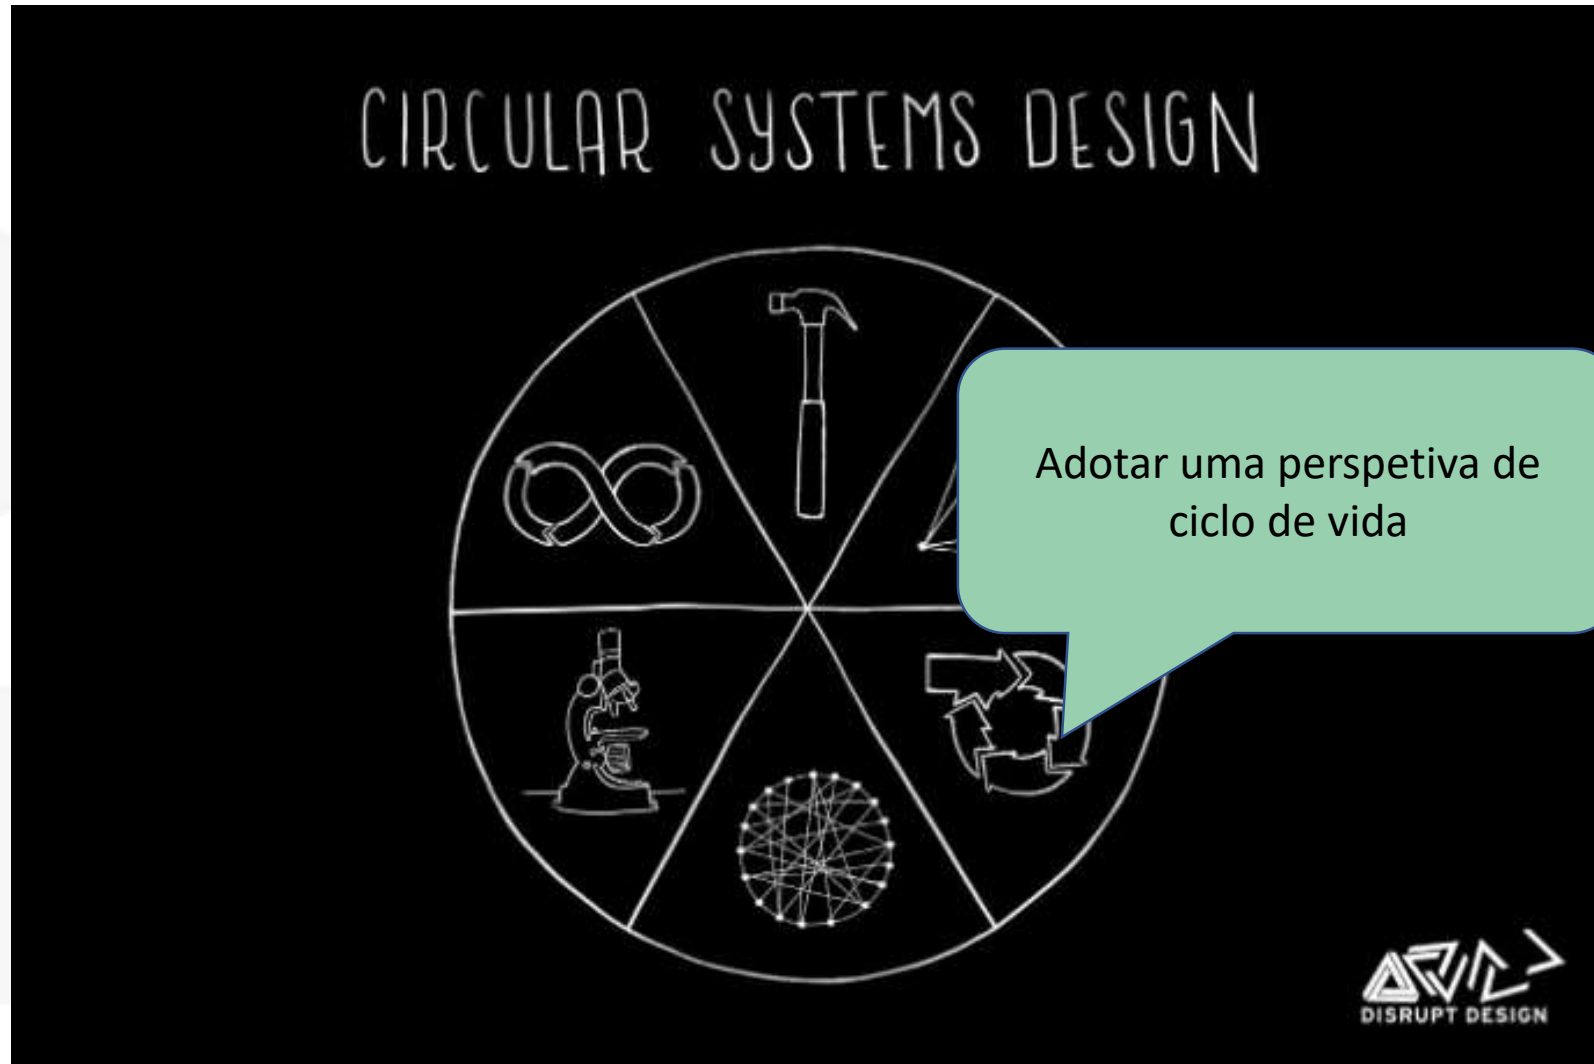 CIRCULAR SYSTEMS DESIGN
Adotar uma perspetiva de
ciclo de vida
DISRUPT DESIGN